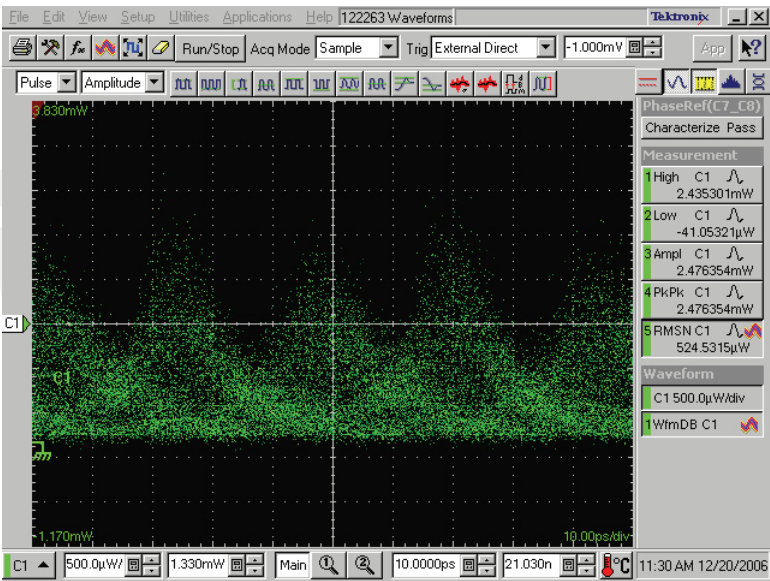 File Edit View Setup Utilities Applications Help 122263 Waveforms Tektronix
Run/Stop Acq Mode Sample Trig External Direct -1.000mV App
Pulse Amplitude
3.830mW
PhaseRef(C7_C8)
Characterize Pass
Measurement
1 High C1
2.435301mW
2 Low C1
-41.05321µW
3 Ampl C1
2.476354mW
4 PkPk C1
2.476354mW
5 RMSN C1
524.5315µW
Waveform
C1 500.0µW/div
1 WfmDB C1
C1
C1
-1.170mW 10.00ps/div
C1 500.0µW/ 1.330mW Main 1 2 10.0000ps 21.030n °C 11:30 AM 12/20/2006